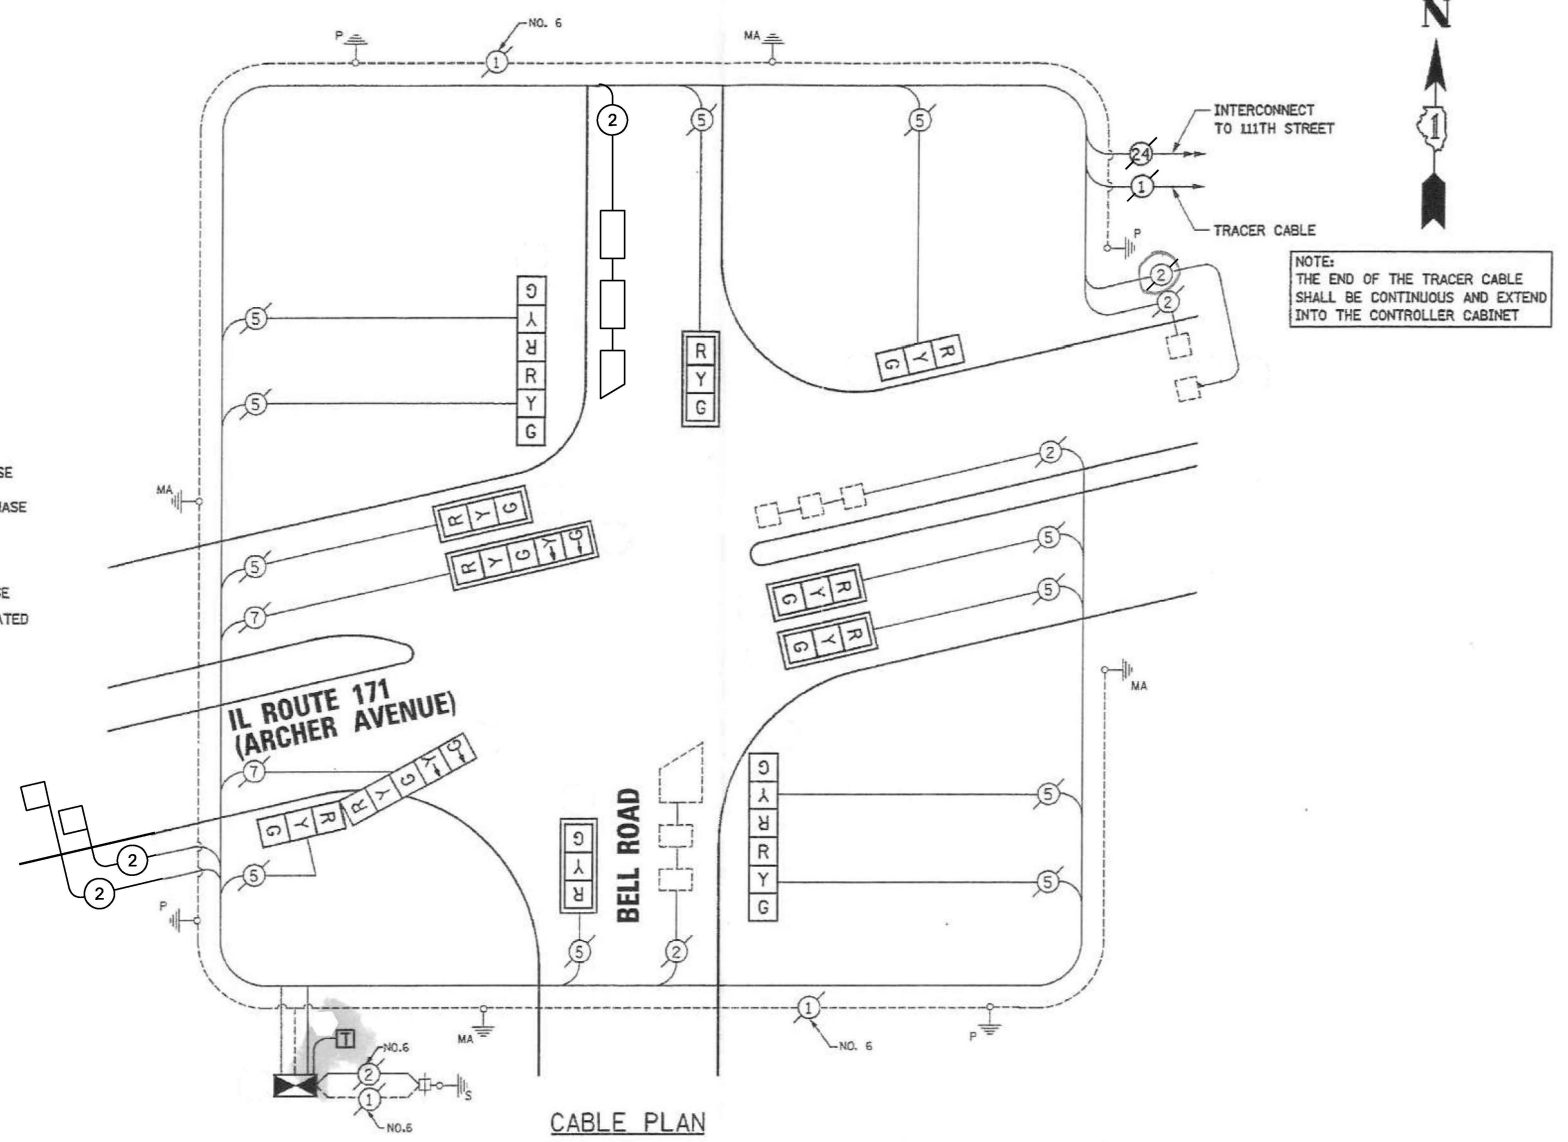 N
1
P
NO. 6
1
MA
2
5
5
INTERCONNECT
TO 111TH STREET
24
1
TRACER CABLE
P
2
2
NOTE:
THE END OF THE TRACER CABLE
SHALL BE CONTINUOUS AND EXTEND
INTO THE CONTROLLER CABINET
5
G
Y
R
R
Y
G
5
R
Y
G
G Y R
2
SE
MA
HASE
R Y G
5
R Y G Y G
7
5
G Y R
5
G Y R
SE
ATED
IL ROUTE 171
(ARCHER AVENUE)
MA
7
R Y G Y G
G Y R
5
2
2
P
G
Y
R
BELL ROAD
5
2
G
Y
R
R
Y
G
5
5
MA
1
NO. 6
P
T
NO.6
2
1
S
NO.6
CABLE PLAN